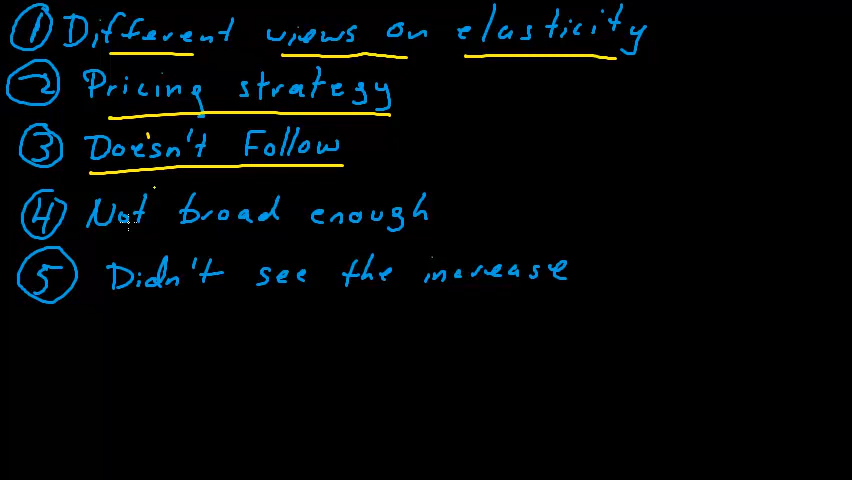 ① Different views on elasticity
② Pricing strategy
③ Doesn't Follow
④ Not broad enough
⑤ Didn't see the increase